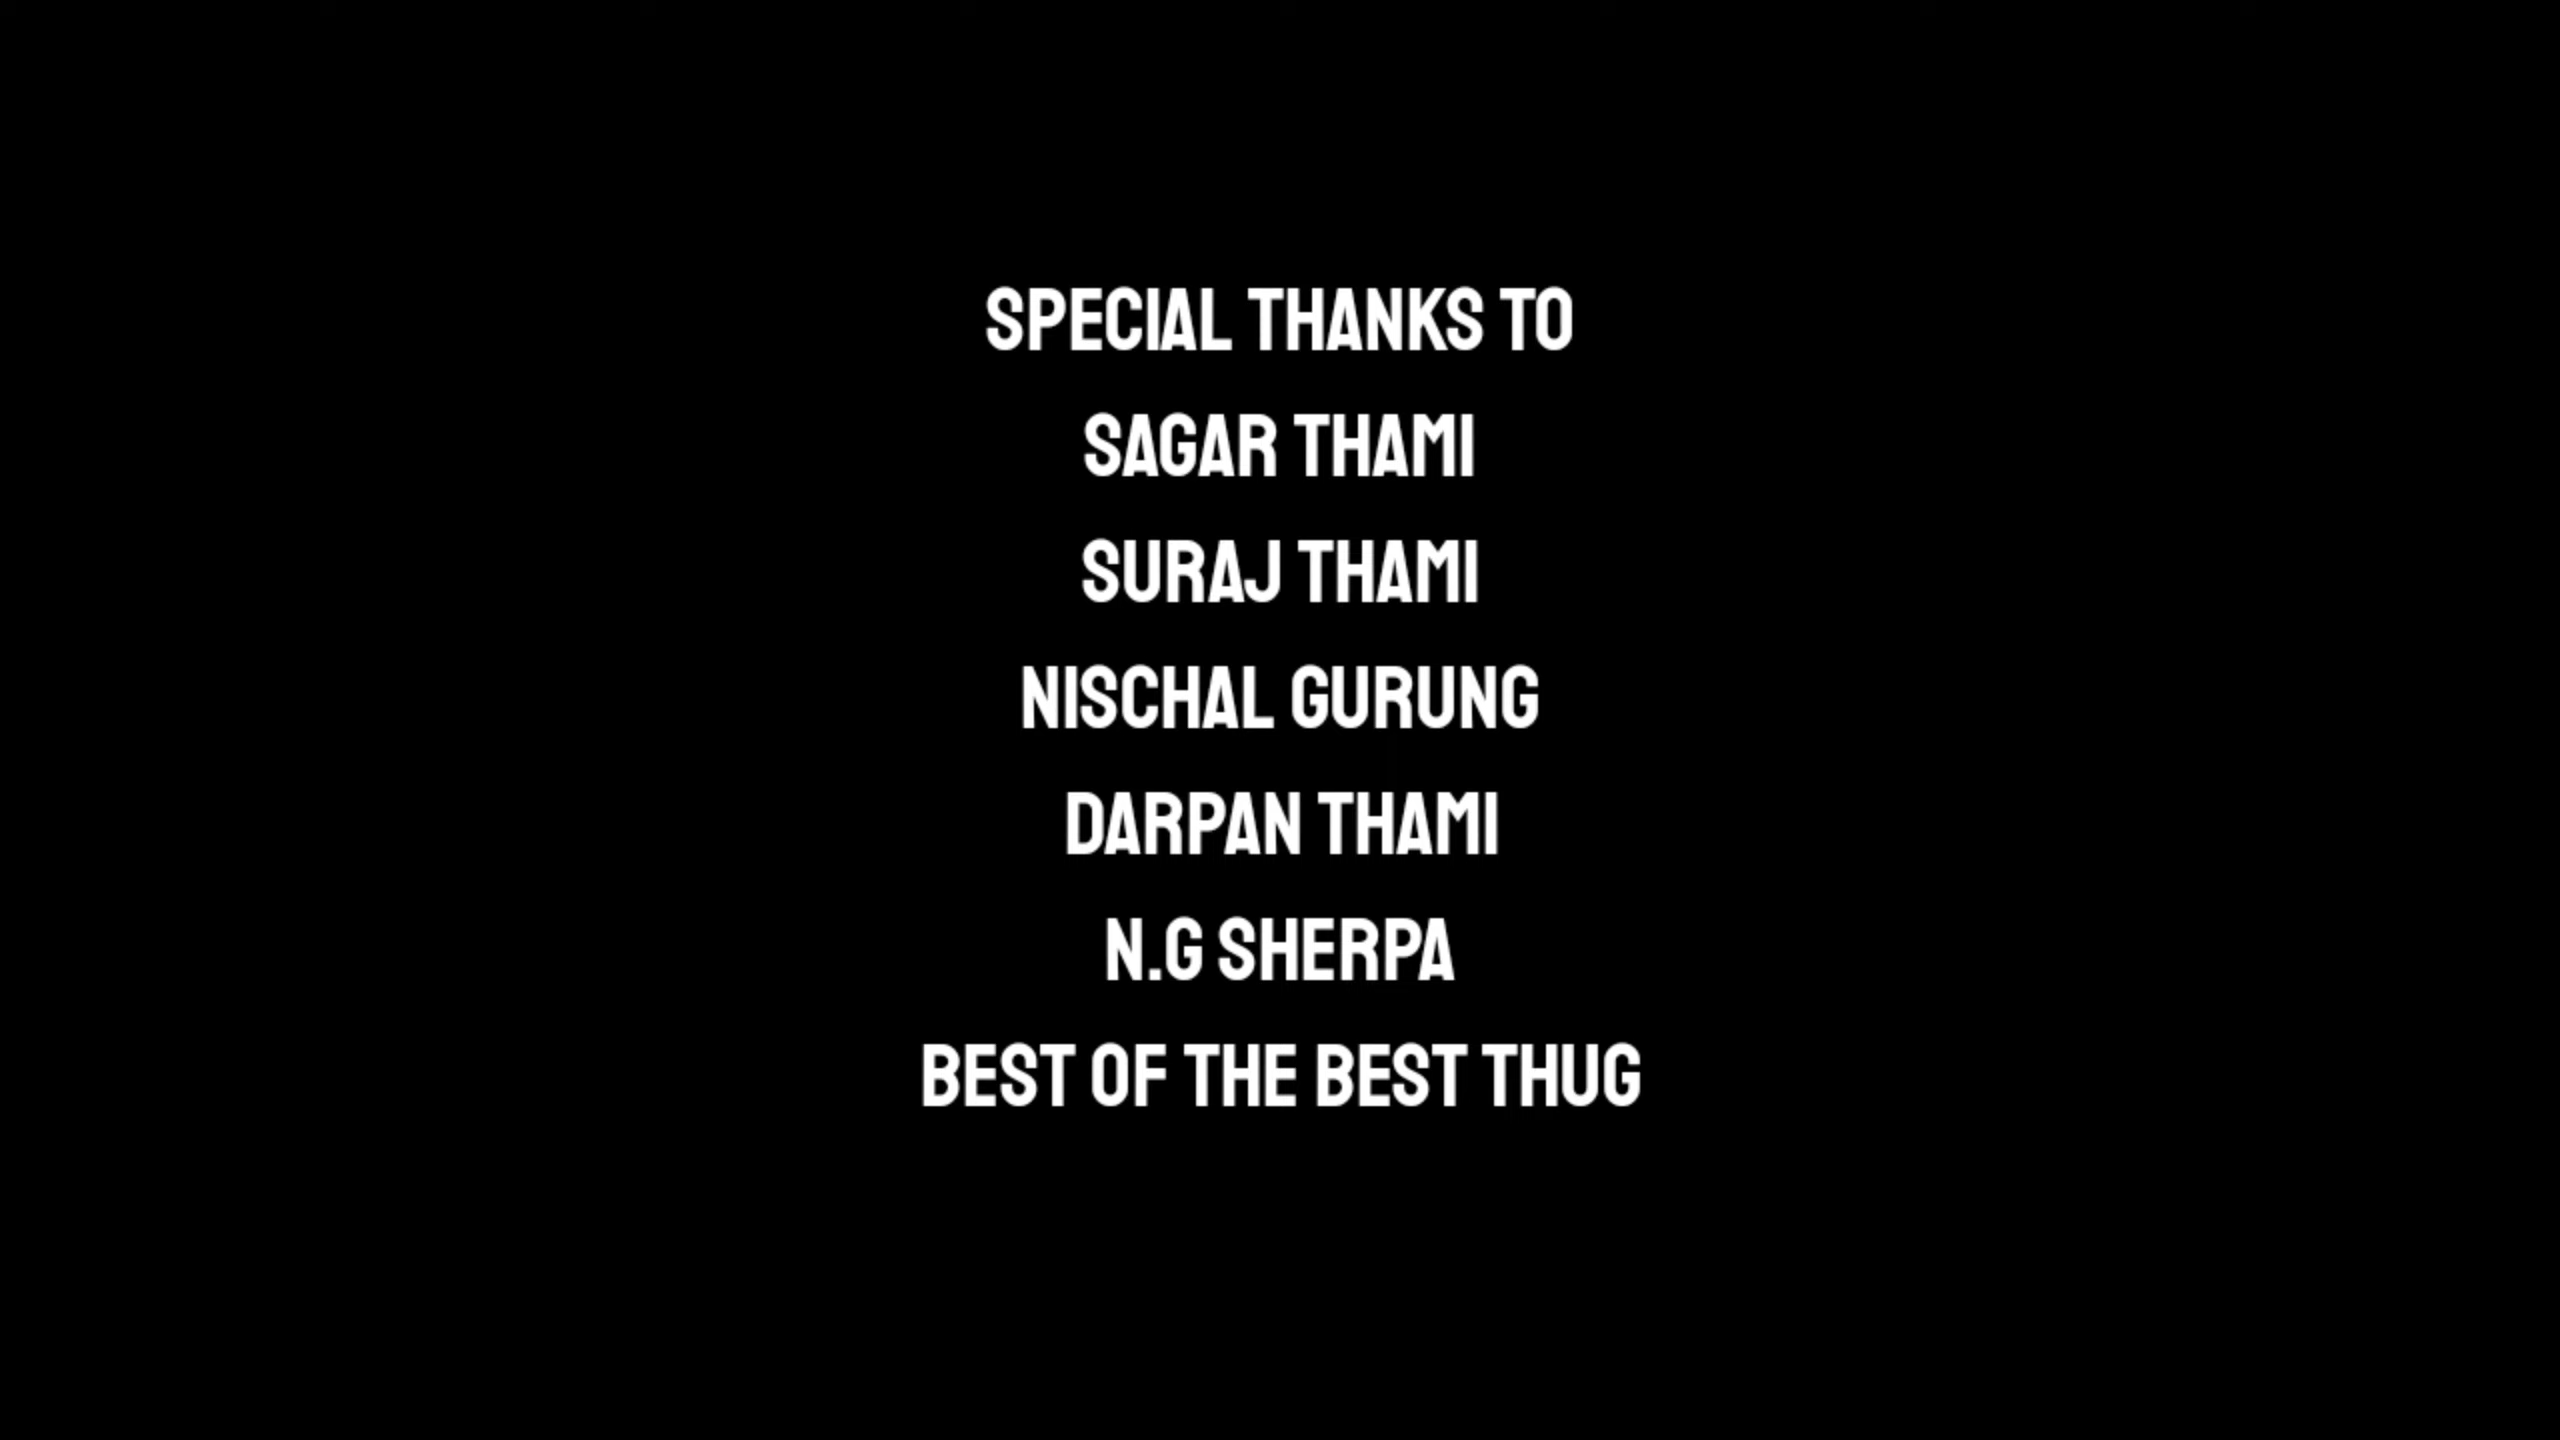 SPECIAL THANKS TO
SAGAR THAMI
SURAJ THAMI
NISCHAL GURUNG
DARPAN THAMI
N.G SHERPA
BEST OF THE BEST THUG